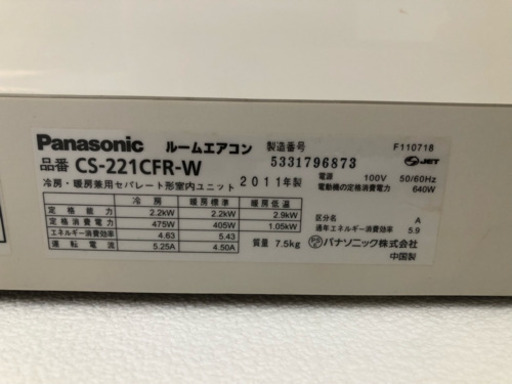 Panasonic ルームエアコン 製造番号 F110718
品番 CS-221CFR-W 5331796873 JET
冷房・暖房兼用セパレート形室内ユニット 2011年製 電源 100V 50/60Hz
電動機の定格消費電力 640W
冷房 暖房標準 暖房低温
定格能力 2.2kW 2.2kW 2.9kW
定格消費電力 475W 405W 1.05kW
エネルギー消費効率 4.63 5.43
運転電流 5.25A 4.50A
質量 7.5kg
区分名 A
通年エネルギー消費効率 5.9
パナソニック株式会社
中国製